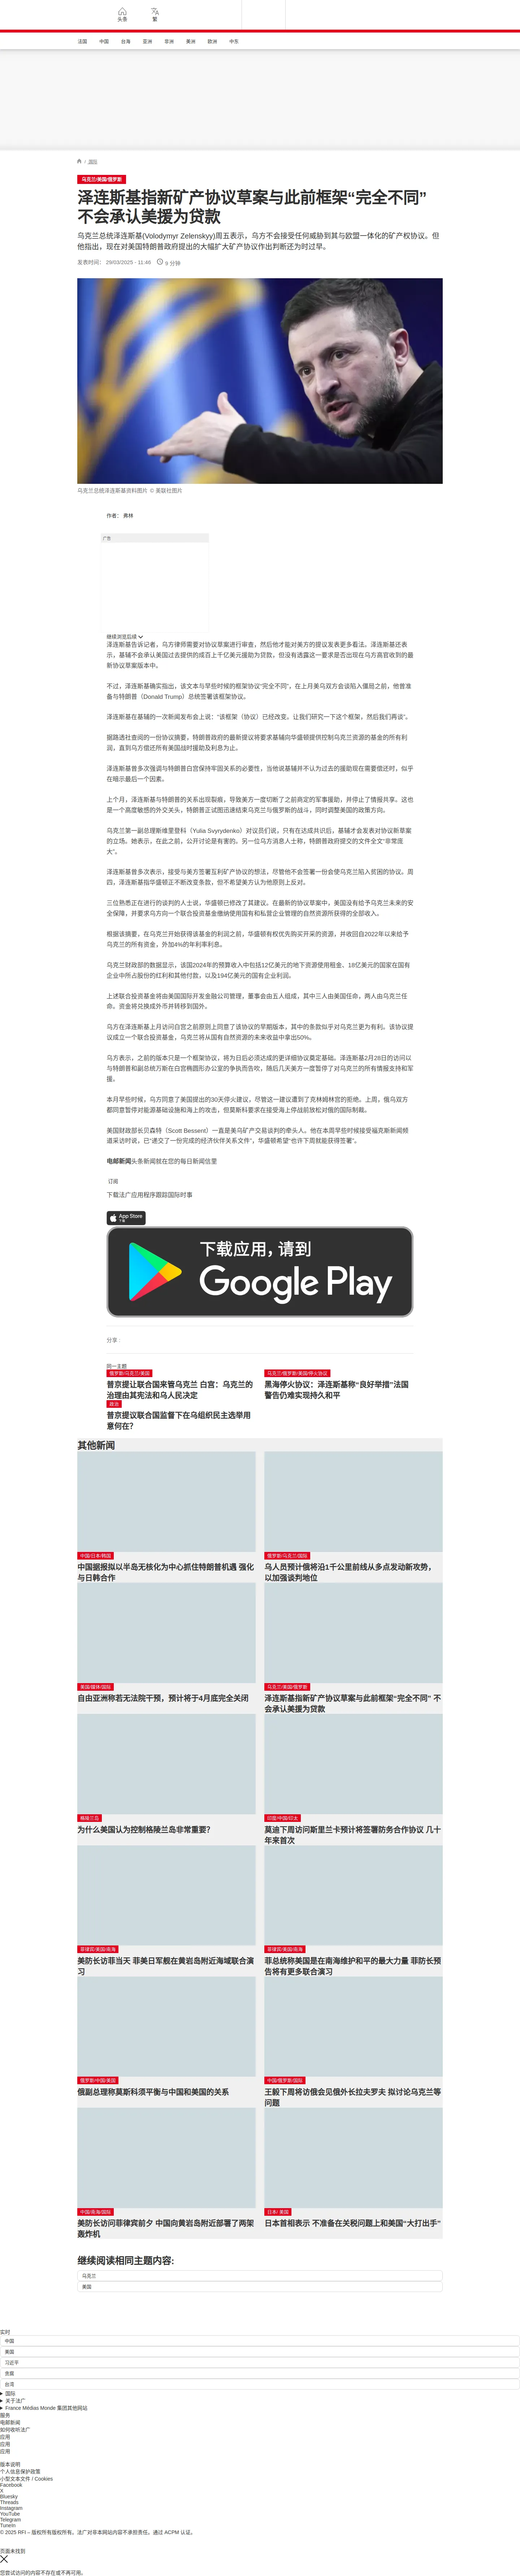 头条
繁
法国
中国
台海
亚洲
非洲
美洲
欧洲
中东
/ 国际
乌克兰/美国/俄罗斯
泽连斯基指新矿产协议草案与此前框架“完全不同”
不会承认美援为贷款
乌克兰总统泽连斯基(Volodymyr Zelenskyy)周五表示，乌方不会接受任何威胁到其与欧盟一体化的矿产权协议。但
他指出，现在对美国特朗普政府提出的大幅扩大矿产协议作出判断还为时过早。
发表时间： 29/03/2025 - 11:46
5 分钟
乌克兰总统泽连斯基资料图片 © 美联社图片
作者： 弗林
广告
继续浏览后续
泽连斯基告诉记者，乌方律师需要对协议草案进行审查，然后他才能对美方的提议发表更多看法。泽连斯基还表
示，基辅不会承认美国过去提供的成百上千亿美元援助为贷款，但没有透露这一要求是否出现在乌方高官收到的最
新协议草案版本中。
不过，泽连斯基确实指出，该文本与早些时候的框架协议“完全不同”。在上月美乌双方会谈陷入僵局之前，他曾准
备与特朗普（Donald Trump）总统签署该框架协议。
泽连斯基在基辅的一次新闻发布会上说：“该框架（协议）已经改变。让我们研究一下这个框架，然后我们再谈”。
据路透社查阅的一份协议摘要，特朗普政府的最新提议将要求基辅向华盛顿提供控制乌克兰资源的基金的所有利
润，直到乌方偿还所有美国战时援助及利息为止。
泽连斯基曾多次强调与特朗普白宫保持牢固关系的必要性，当他说基辅并不认为过去的援助现在需要偿还时，似乎
在暗示最后一个因素。
上个月，泽连斯基与特朗普的关系出现裂痕，导致美方一度切断了之前商定的军事援助，并停止了情报共享。这也
是一个高度敏感的外交关头，特朗普正试图迅速结束乌克兰与俄罗斯的战斗，同时调整美国的政策方向。
乌克兰第一副总理斯维里登科（Yulia Svyrydenko）对议员们说，只有在达成共识后，基辅才会发表对协议新草案
的立场。她表示，在此之前，公开讨论是有害的。另一位乌方消息人士称，特朗普政府提交的文件全文“非常庞
大”。
泽连斯基曾多次表示，接受与美方签署互利矿产协议的想法，尽管他不会签署一份会使乌克兰陷入贫困的协议。周
四，泽连斯基指华盛顿正不断改变条款，但不希望美方认为他原则上反对。
三位熟悉正在进行的谈判的人士说，华盛顿已修改了其建议。在最新的协议草案中，美国没有给予乌克兰未来的安
全保障，并要求乌方向一个联合投资基金缴纳使用国有和私营企业管理的自然资源所获得的全部收入。
根据该摘要，在乌克兰开始获得该基金的利润之前，华盛顿有权优先购买开采的资源，并收回自2022年以来给予
乌克兰的所有资金，外加4%的年利率利息。
乌克兰财政部的数据显示，该国2024年的预算收入中包括12亿美元的地下资源使用租金、18亿美元的国家在国有
企业中所占股份的红利和其他付款，以及194亿美元的国有企业利润。
上述联合投资基金将由美国国际开发金融公司管理，董事会由五人组成，其中三人由美国任命，两人由乌克兰任
命。资金将兑换成外币并转移到国外。
乌方在泽连斯基上月访问白宫之前原则上同意了该协议的早期版本，其中的条款似乎对乌克兰更为有利。该协议提
议成立一个联合投资基金，乌克兰将从国有自然资源的未来收益中拿出50%。
乌方表示，之前的版本只是一个框架协议，将为日后必须达成的更详细协议奠定基础。泽连斯基2月28日的访问以
与特朗普和副总统万斯在白宫椭圆形办公室的争执而告吹，随后几天美方一度暂停了对乌克兰的所有情报支持和军
援。
本月早些时候，乌方同意了美国提出的30天停火建议，尽管这一建议遭到了克林姆林宫的拒绝。上周，俄乌双方
都同意暂停对能源基础设施和海上的攻击，但莫斯科要求在接受海上停战前放松对俄的国际制裁。
美国财政部长贝森特（Scott Bessent）一直是美乌矿产交易谈判的牵头人。他在本周早些时候接受福克斯新闻频
道采访时说，已“递交了一份完成的经济伙伴关系文件”，华盛顿希望“也许下周就能获得签署”。
电邮新闻头条新闻就在您的每日新闻信里
订阅
下载法广应用程序跟踪国际时事
App Store
下载
下载应用，请到
Google Play
分享 :
同一主题
俄罗斯/乌克兰/美国
普京提让联合国来管乌克兰 白宫：乌克兰的
治理由其宪法和乌人民决定
乌克兰/俄罗斯/美国/停火协议
黑海停火协议：泽连斯基称“良好举措”法国
警告仍难实现持久和平
政治
普京提议联合国监督下在乌组织民主选举用
意何在?
其他新闻
中国/日本/韩国
中国据报拟以半岛无核化为中心抓住特朗普机遇 强化
与日韩合作
俄罗斯/乌克兰/国际
乌人员预计俄将沿1千公里前线从多点发动新攻势，
以加强谈判地位
美国/媒体/国际
自由亚洲称若无法院干预，预计将于4月底完全关闭
乌克兰/美国/俄罗斯
泽连斯基指新矿产协议草案与此前框架“完全不同” 不
会承认美援为贷款
格陵兰岛
为什么美国认为控制格陵兰岛非常重要?
印度/中国/印太
莫迪下周访问斯里兰卡预计将签署防务合作协议 几十
年来首次
菲律宾/美国/南海
美防长访菲当天 菲美日军舰在黄岩岛附近海域联合演
习
菲律宾/美国/南海
菲总统称美国是在南海维护和平的最大力量 菲防长预
告将有更多联合演习
俄罗斯/中国/美国
俄副总理称莫斯科须平衡与中国和美国的关系
中国/俄罗斯/国际
王毅下周将访俄会见俄外长拉夫罗夫 拟讨论乌克兰等
问题
中国/南海/国际
美防长访问菲律宾前夕 中国向黄岩岛附近部署了两架
轰炸机
日本/ 美国
日本首相表示 不准备在关税问题上和美国“大打出手”
继续阅读相同主题内容:
乌克兰
美国
实时
中国
美国
习近平
贪腐
台湾
国际
关于法广
France Médias Monde 集团其他网站
服务
电邮新闻
如何收听法广
应用
应用
应用
版本说明
个人信息保护政策
小型文本文件 / Cookies
Facebook
X
Bluesky
Threads
Instagram
YouTube
Telegram
TuneIn
© 2025 RFI – 版权所有版权所有。法广对非本网站内容不承担责任。通过 ACPM 认证。
页面未找到
您尝试访问的内容不存在或不再可用。